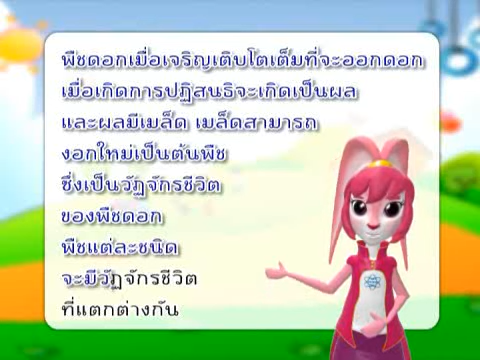 พืชดอกเมื่อเจริญเติบโตเต็มที่จะออกดอก
เมื่อเกิดการปฏิสนธิจะเกิดเป็นผล
และผลมีเมล็ด เมล็ดสามารถ
งอกใหม่เป็นต้นพืช
ซึ่งเป็นวัฏจักรชีวิต
ของพืชดอก
พืชแต่ละชนิด
จะมีวัฏจักรชีวิต
ที่แตกต่างกัน